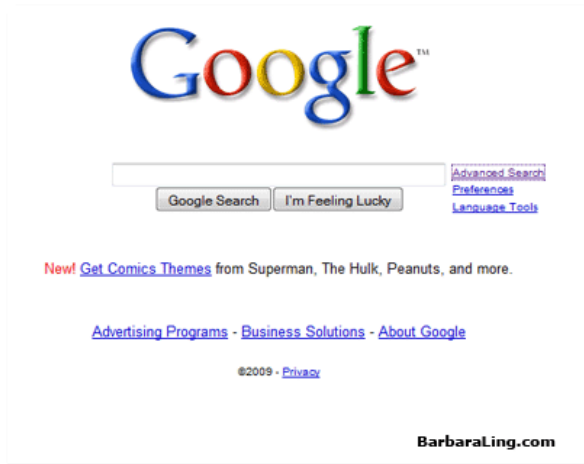 Google™
Advanced Search
Google Search I'm Feeling Lucky Preferences
Language Tools
New! Get Comics Themes from Superman, The Hulk, Peanuts, and more.
Advertising Programs - Business Solutions - About Google
©2009 - Privacy
BarbaraLing.com